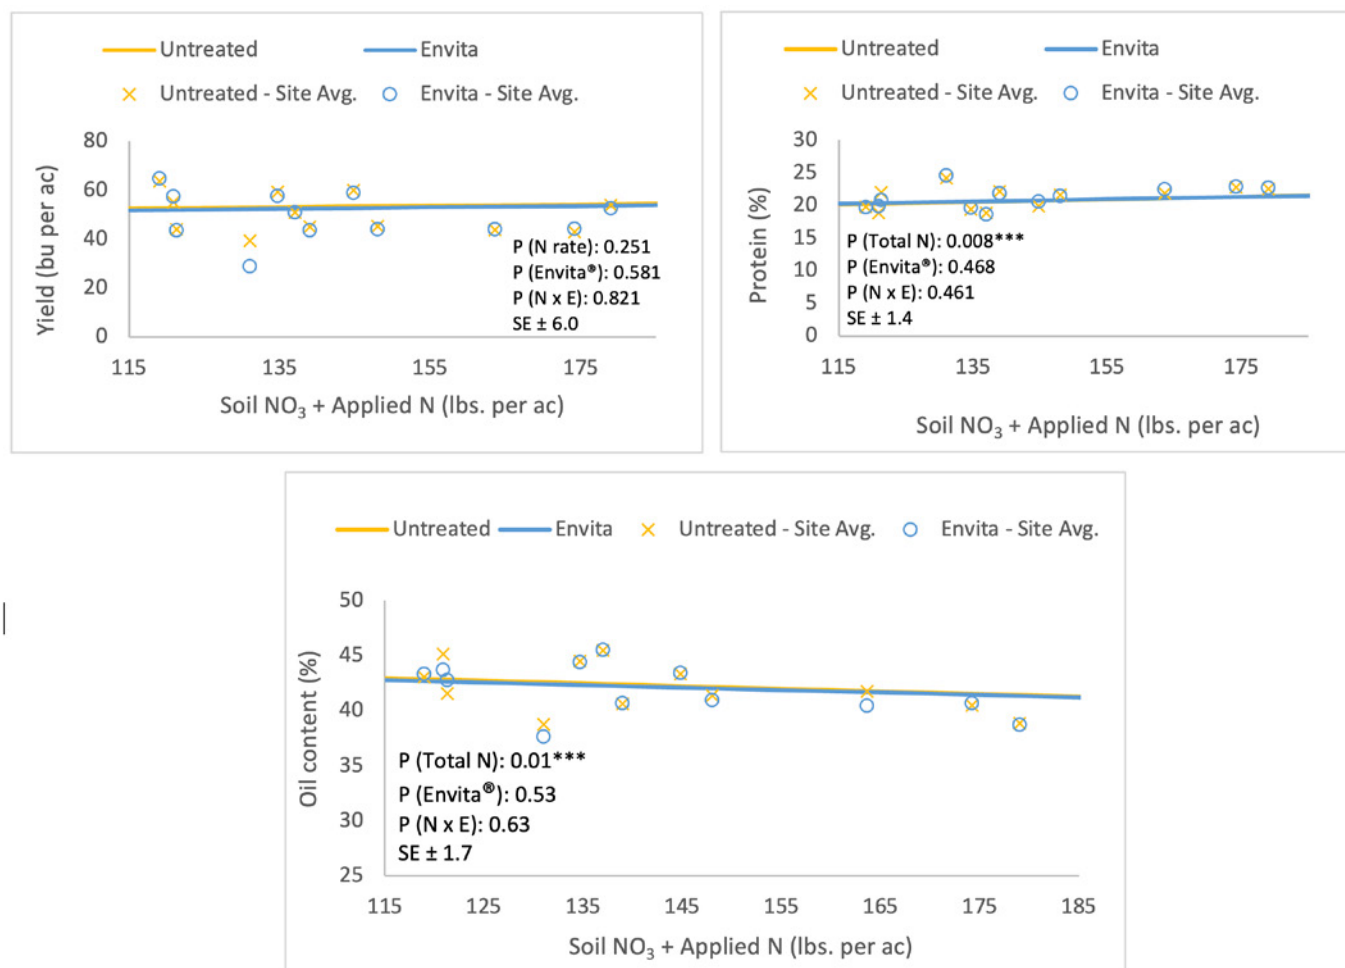 Untreated Envita
Untreated - Site Avg. Envita - Site Avg.
80
60
40
20
0
Yield (bu per ac)
P (N rate): 0.251
P (Envita®): 0.581
P (N x E): 0.821
SE ± 6.0
115 135 155 175
Soil NO₃ + Applied N (lbs. per ac)
Untreated Envita
Untreated - Site Avg. Envita - Site Avg.
30
25
20
15
10
5
0
Protein (%)
P (Total N): 0.008***
P (Envita®): 0.468
P (N x E): 0.461
SE ± 1.4
115 135 155 175
Soil NO₃ + Applied N (lbs. per ac)
Untreated Envita Untreated - Site Avg. Envita - Site Avg.
50
45
40
35
30
25
Oil content (%)
P (Total N): 0.01***
P (Envita®): 0.53
P (N x E): 0.63
SE ± 1.7
115 125 135 145 155 165 175 185
Soil NO₃ + Applied N (lbs. per ac)